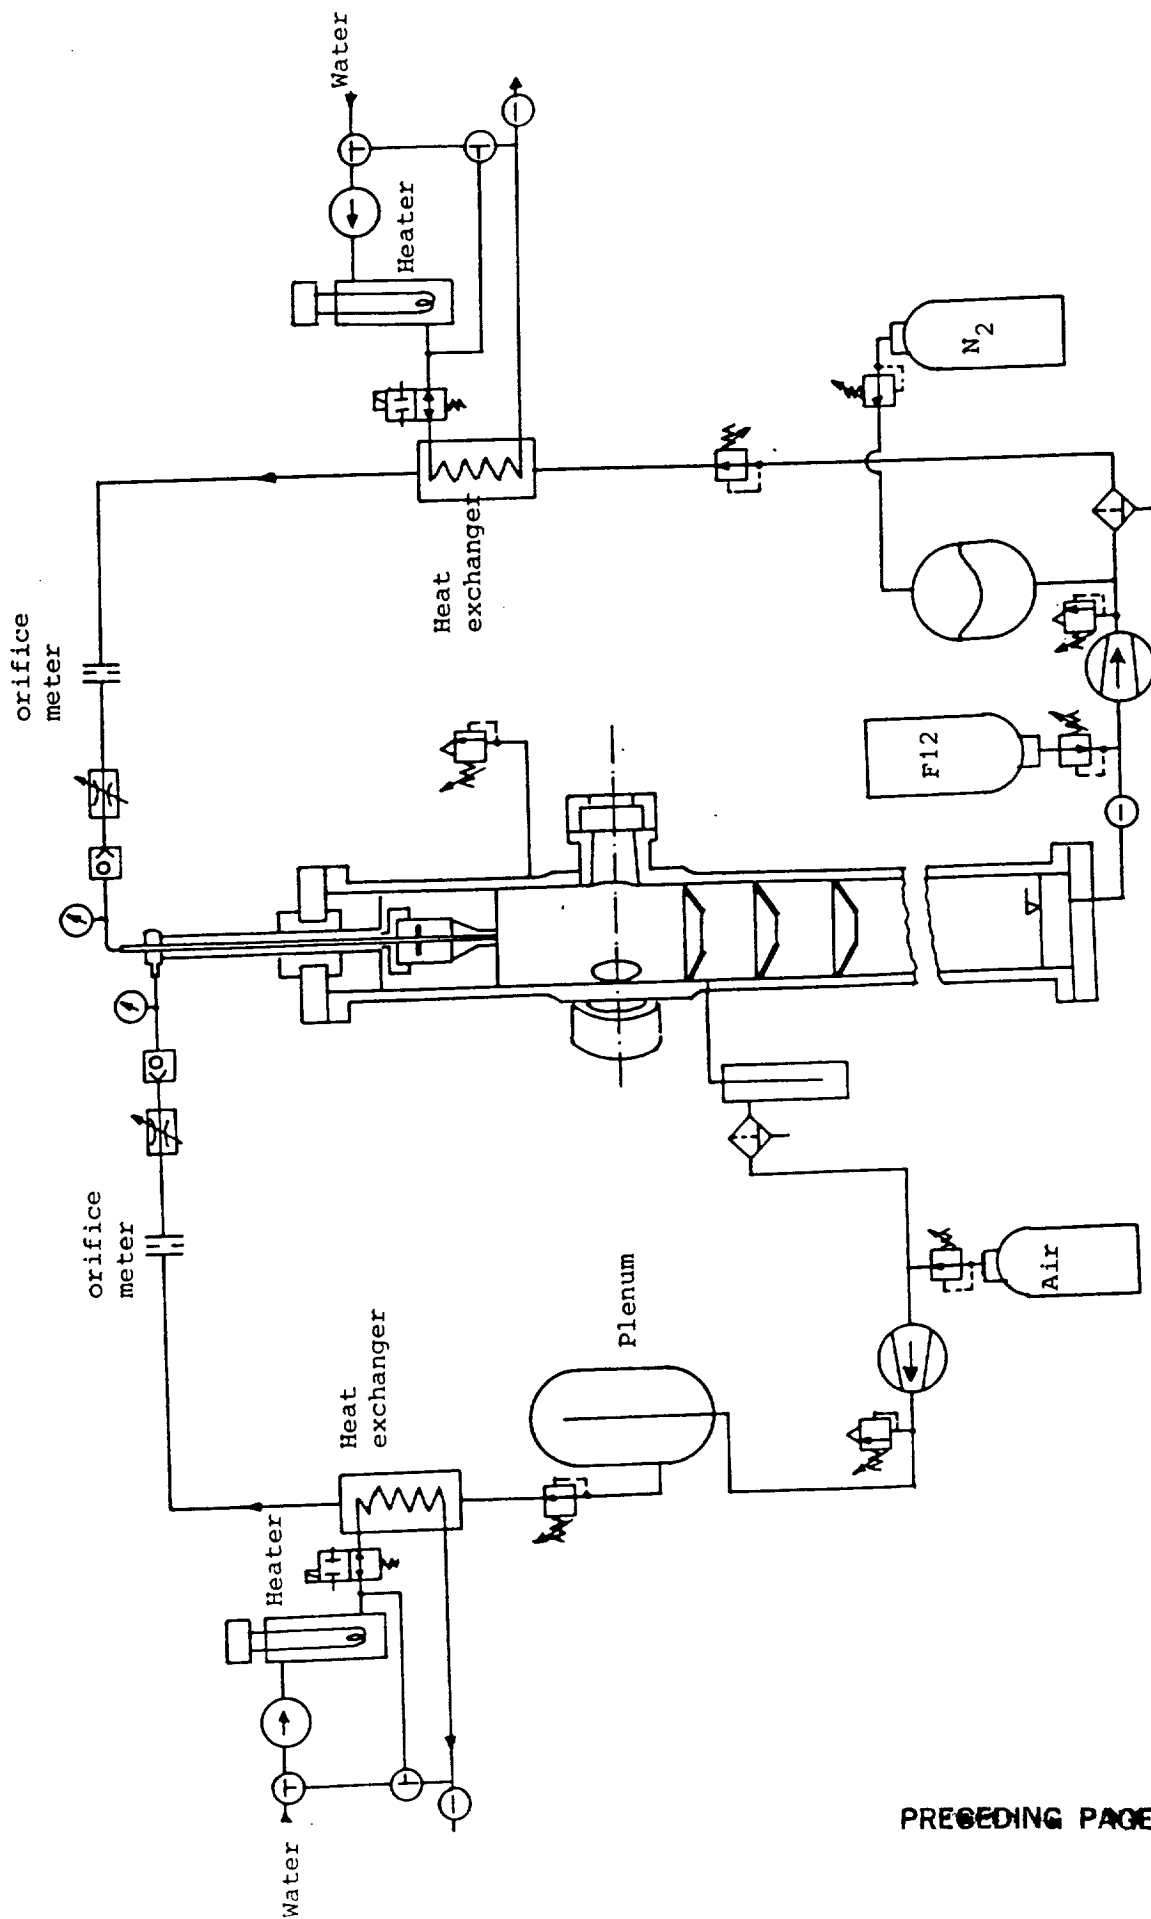 Water
Heater
orifice
meter
Heat
exchanger
N2
F12
orifice
meter
Heat
exchanger
Plenum
Heater
Water
Air
PRECEDING PAGE